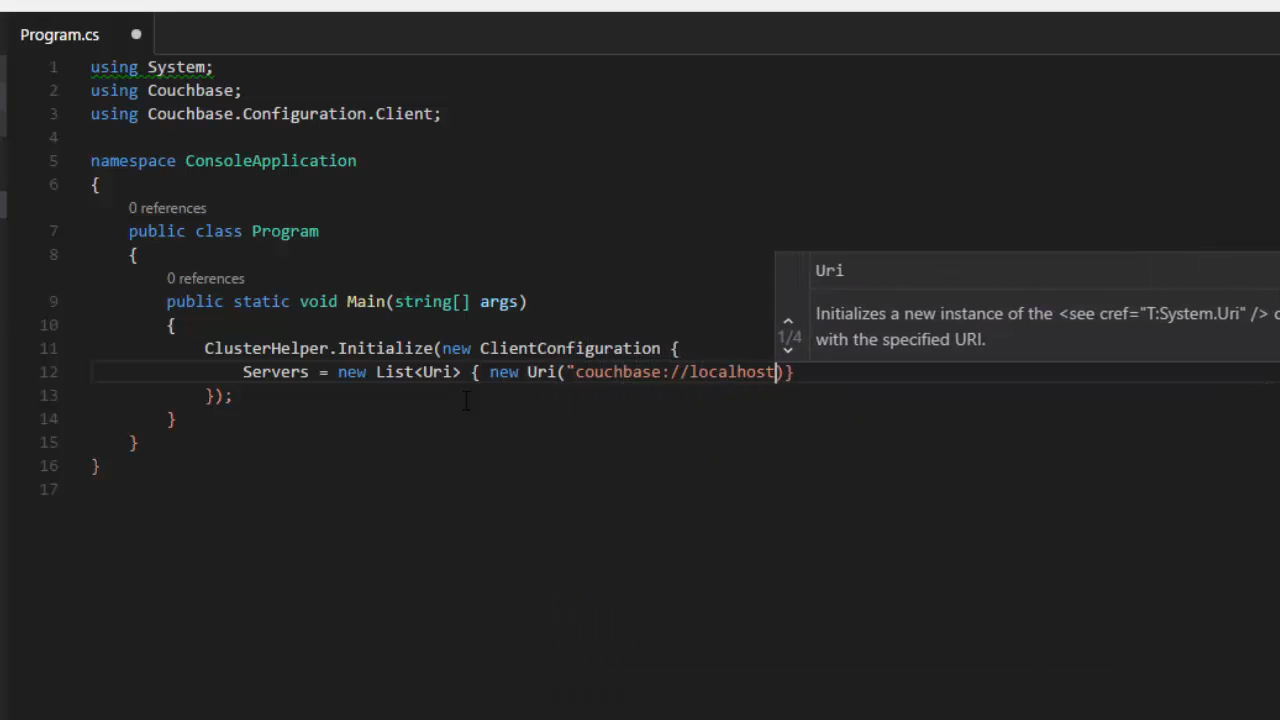 Program.cs
1 using System;
2 using Couchbase;
3 using Couchbase.Configuration.Client;
4
5 namespace ConsoleApplication
6 {
0 references
7 public class Program
8 {
0 references
9 public static void Main(string[] args)
10 {
11 ClusterHelper.Initialize(new ClientConfiguration {
12 Servers = new List<Uri> { new Uri("couchbase://localhost)}
13 });
14 }
15 }
16 }
17
Uri
Initializes a new instance of the <see cref="T:System.Uri" /> c
1/4 with the specified URI.